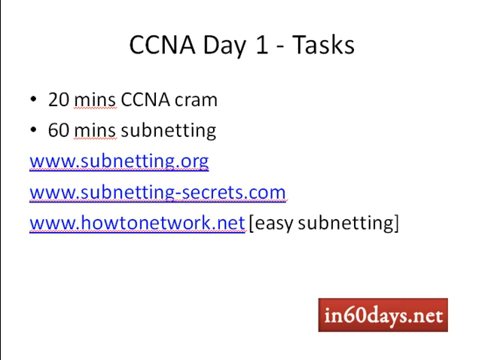 CCNA Day 1 - Tasks
• 20 mins CCNA cram
• 60 mins subnetting
www.subnetting.org
www.subnetting-secrets.com
www.howtonetwork.net [easy subnetting]
in60days.net